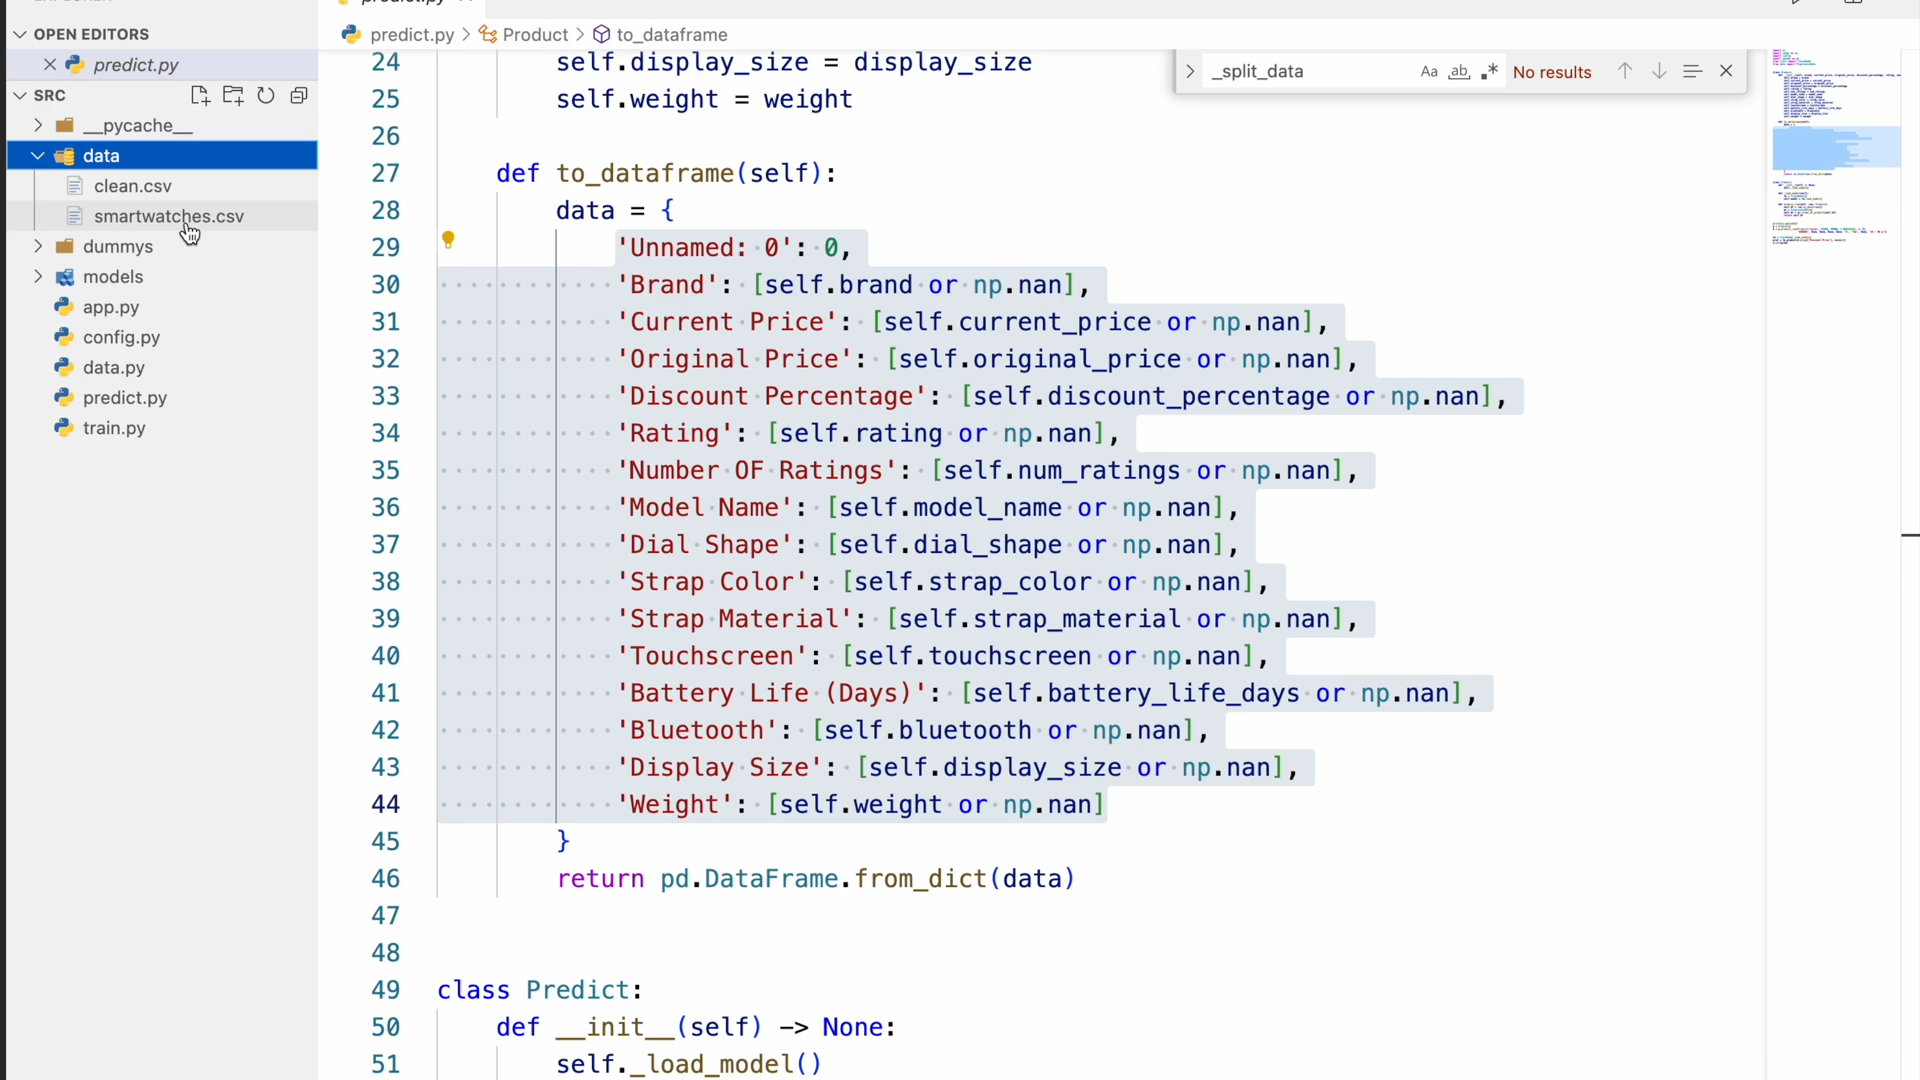 OPEN EDITORS
predict.py
SRC
__pycache__
data
clean.csv
smartwatches.csv
dummys
models
app.py
config.py
data.py
predict.py
train.py
predict.py > Product > to_dataframe
_split_data Aa ab .* No results
24 self.display_size = display_size
25 self.weight = weight
26
27 def to_dataframe(self):
28 data = {
29 'Unnamed: 0': 0,
30 'Brand': [self.brand or np.nan],
31 'Current Price': [self.current_price or np.nan],
32 'Original Price': [self.original_price or np.nan],
33 'Discount Percentage': [self.discount_percentage or np.nan],
34 'Rating': [self.rating or np.nan],
35 'Number OF Ratings': [self.num_ratings or np.nan],
36 'Model Name': [self.model_name or np.nan],
37 'Dial Shape': [self.dial_shape or np.nan],
38 'Strap Color': [self.strap_color or np.nan],
39 'Strap Material': [self.strap_material or np.nan],
40 'Touchscreen': [self.touchscreen or np.nan],
41 'Battery Life (Days)': [self.battery_life_days or np.nan],
42 'Bluetooth': [self.bluetooth or np.nan],
43 'Display Size': [self.display_size or np.nan],
44 'Weight': [self.weight or np.nan]
45 }
46 return pd.DataFrame.from_dict(data)
47
48
49 class Predict:
50 def __init__(self) -> None:
51 self._load_model()